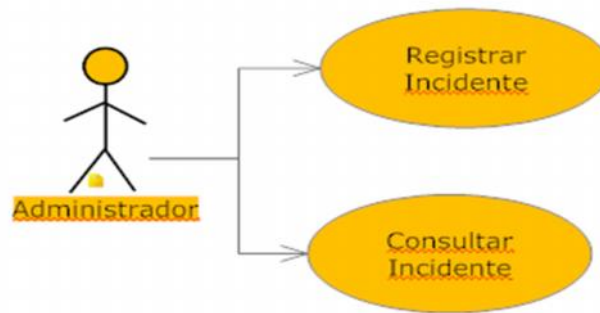 Registrar
Incidente
Administrador
Consultar
Incidente